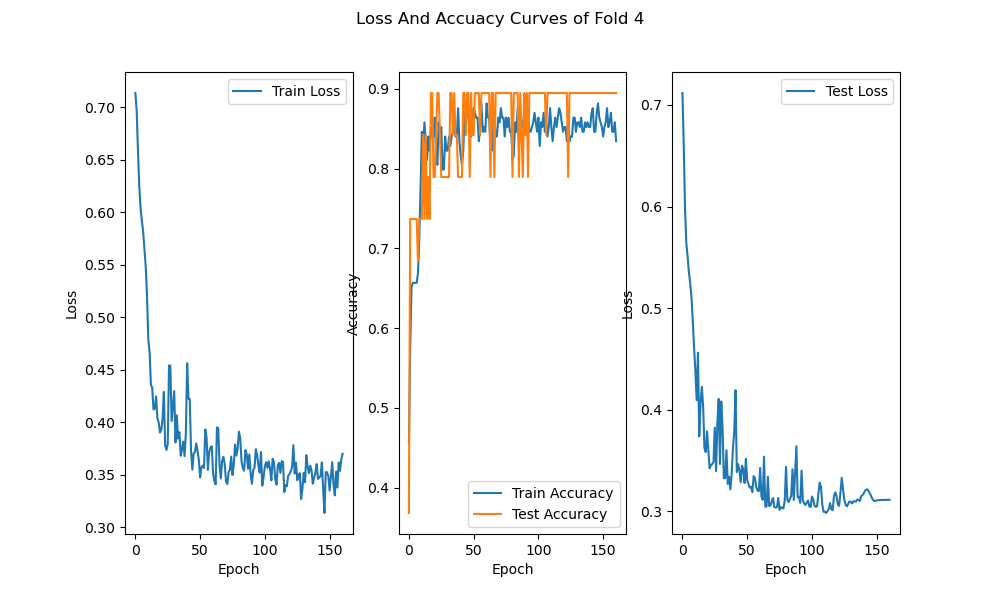 Loss And Accuacy Curves of Fold 4
0.70
0.65
0.60
0.55
0.50
0.45
0.40
0.35
0.30
Loss
0 50 100 150
Epoch
Train Loss
0.9
0.8
0.7
0.6
0.5
0.4
Accuracy
0 50 100 150
Epoch
Train Accuracy
Test Accuracy
0.7
0.6
0.5
0.4
0.3
Loss
0 50 100 150
Epoch
Test Loss